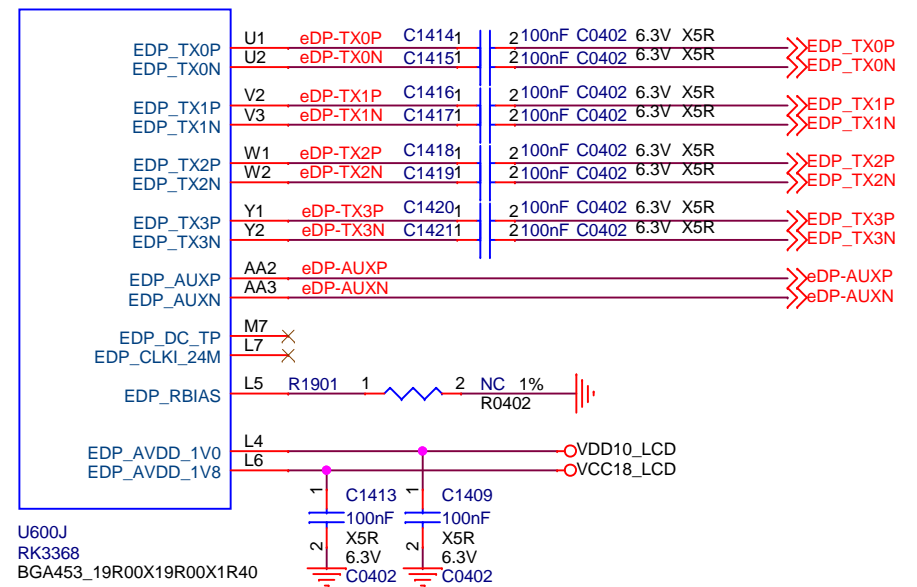 EDP_TX0P U1 eDP-TX0P C1414 1 2 100nF C0402 6.3V X5R EDP_TX0P
EDP_TX0N U2 eDP-TX0N C1415 1 2 100nF C0402 6.3V X5R EDP_TX0N
EDP_TX1P V2 eDP-TX1P C1416 1 2 100nF C0402 6.3V X5R EDP_TX1P
EDP_TX1N V3 eDP-TX1N C1417 1 2 100nF C0402 6.3V X5R EDP_TX1N
EDP_TX2P W1 eDP-TX2P C1418 1 2 100nF C0402 6.3V X5R EDP_TX2P
EDP_TX2N W2 eDP-TX2N C1419 1 2 100nF C0402 6.3V X5R EDP_TX2N
EDP_TX3P Y1 eDP-TX3P C1420 1 2 100nF C0402 6.3V X5R EDP_TX3P
EDP_TX3N Y2 eDP-TX3N C1421 1 2 100nF C0402 6.3V X5R EDP_TX3N
EDP_AUXP AA2 eDP-AUXP eDP-AUXP
EDP_AUXN AA3 eDP-AUXN eDP-AUXN
EDP_DC_TP M7
EDP_CLKI_24M L7
EDP_RBIAS L5 R1901 1 2 NC 1%
R0402
EDP_AVDD_1V0 L4 VDD10_LCD
EDP_AVDD_1V8 L6 VCC18_LCD
1 C1413 1 C1409
100nF 100nF
X5R X5R
2 6.3V 2 6.3V
C0402 C0402
U600J
RK3368
BGA453_19R00X19R00X1R40